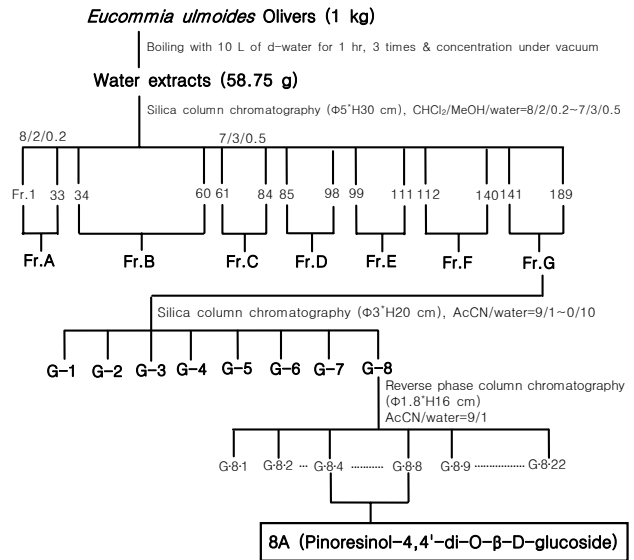 Eucommia ulmoides Olivers (1 kg)
Boiling with 10 L of d-water for 1 hr, 3 times & concentration under vacuum
Water extracts (58.75 g)
Silica column chromatography (Φ5*H30 cm), CHCl₂/MeOH/water=8/2/0.2~7/3/0.5
8/2/0.2 7/3/0.5
Fr.1 33 34 60 61 84 85 98 99 111 112 140 141 189
Fr.A Fr.B Fr.C Fr.D Fr.E Fr.F Fr.G
Silica column chromatography (Φ3*H20 cm), AcCN/water=9/1~0/10
G-1 G-2 G-3 G-4 G-5 G-6 G-7 G-8
Reverse phase column chromatography
(Φ1.8*H16 cm)
AcCN/water=9/1
G·8·1 G·8·2 ··· G·8·4 ··········· G·8·8 G·8·9 ················· G·8·22
8A (Pinoresinol-4,4'-di-O-β-D-glucoside)